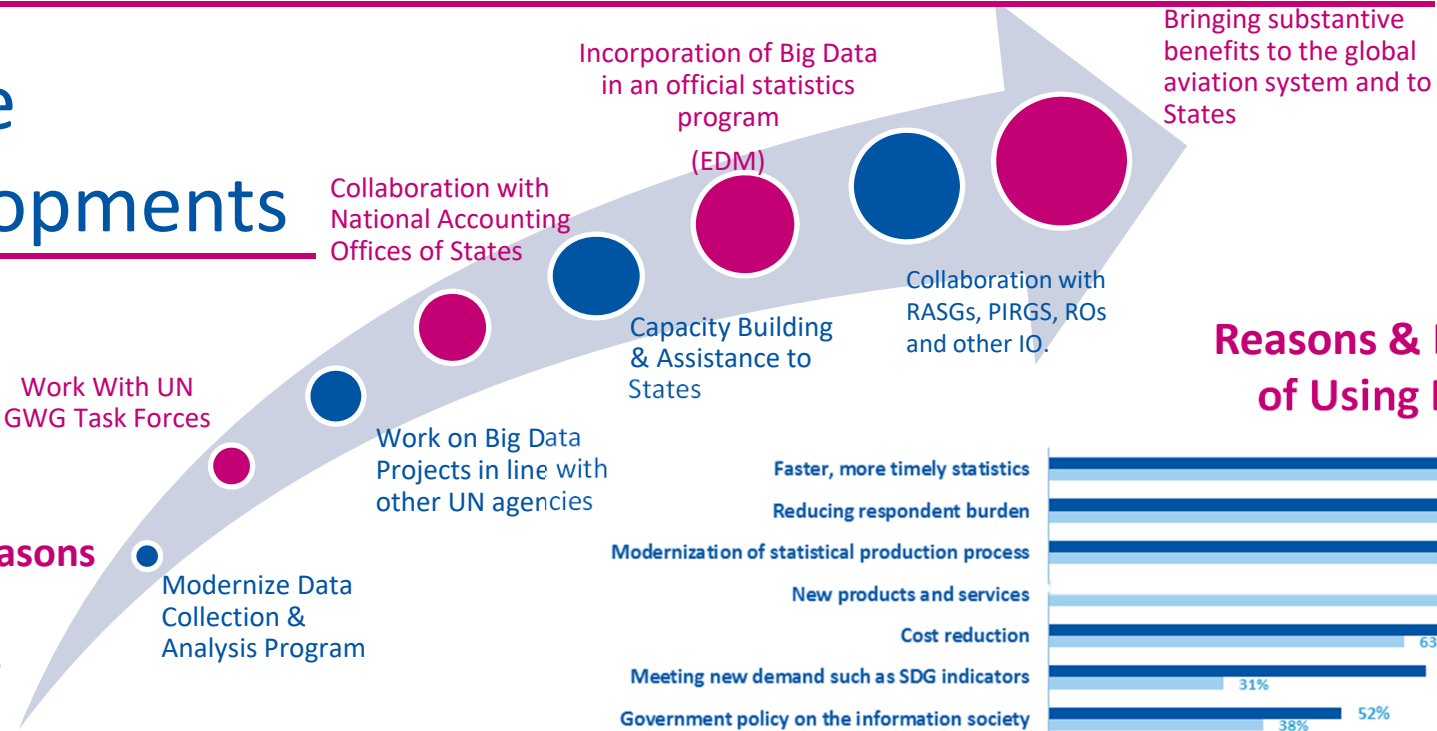 opments
Bringing substantive
benefits to the global
aviation system and to
States
Incorporation of Big Data
in an official statistics
program
(EDM)
Collaboration with
National Accounting
Offices of States
Collaboration with
RASGs, PIRGS, ROs
and other IO.
Capacity Building
& Assistance to
States
Work With UN
GWG Task Forces
Work on Big Data
Projects in line with
other UN agencies
asons
Modernize Data
Collection &
Analysis Program
Reasons &
of Using
Faster, more timely statistics
Reducing respondent burden
Modernization of statistical production process
New products and services
Cost reduction
63
Meeting new demand such as SDG indicators
31%
Government policy on the information society
52%
38%